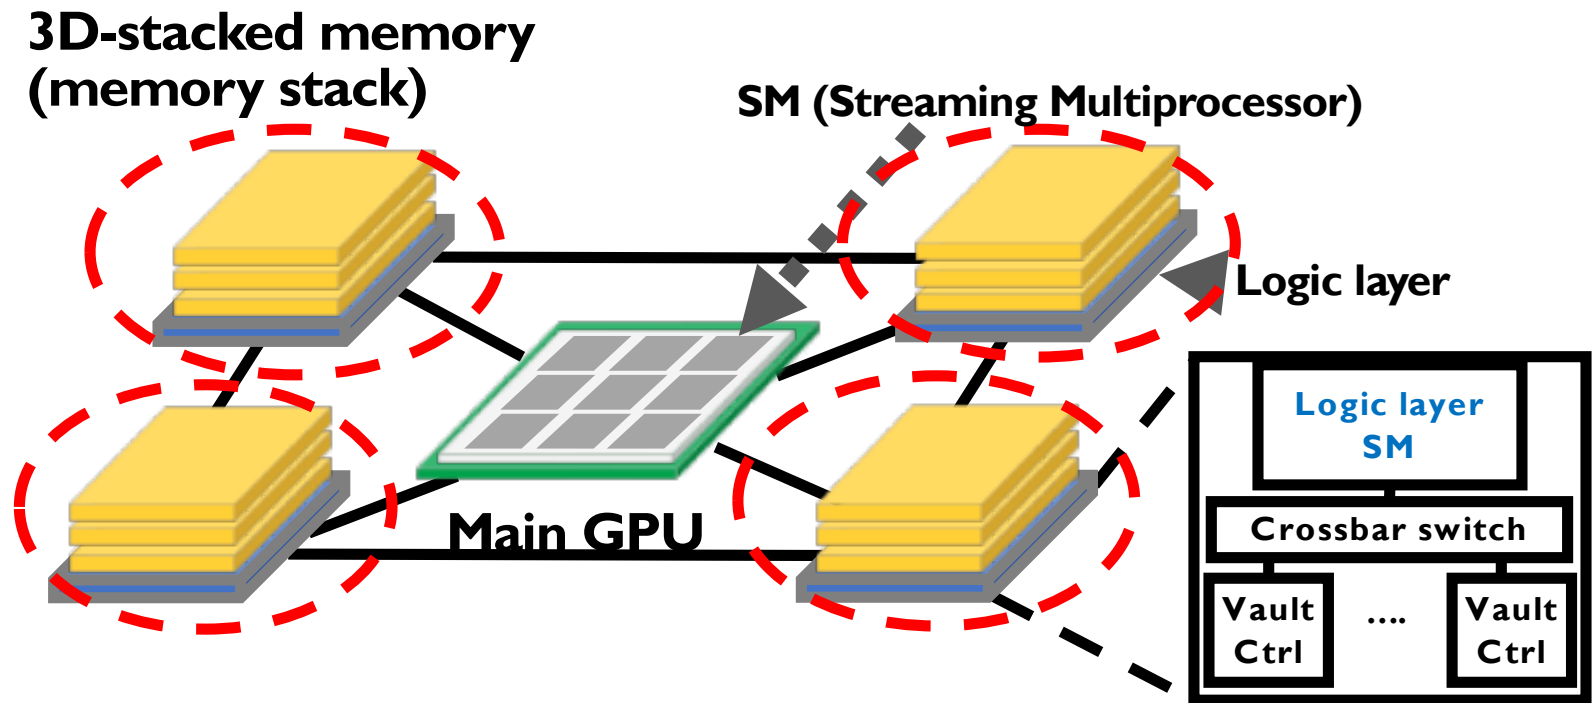 3D-stacked memory
(memory stack)
SM (Streaming Multiprocessor)
Logic layer
Main GPU
Logic layer
SM
Crossbar switch
Vault
Ctrl
....
Vault
Ctrl